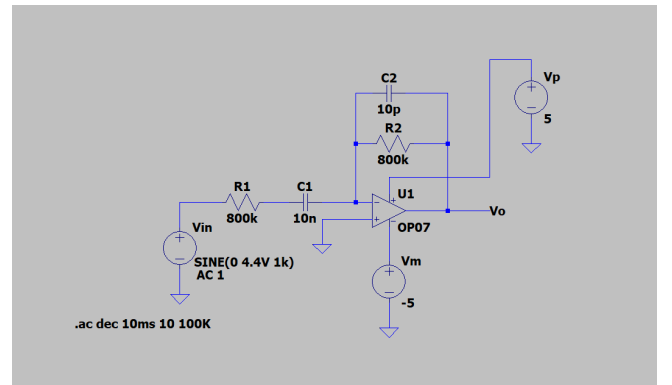 C2
10p
R2
800k
Vp
5
R1
800k
C1
10n
U1
OP07
Vo
Vin
SINE(0 4.4V 1k)
AC 1
Vm
-5
.ac dec 10ms 10 100K